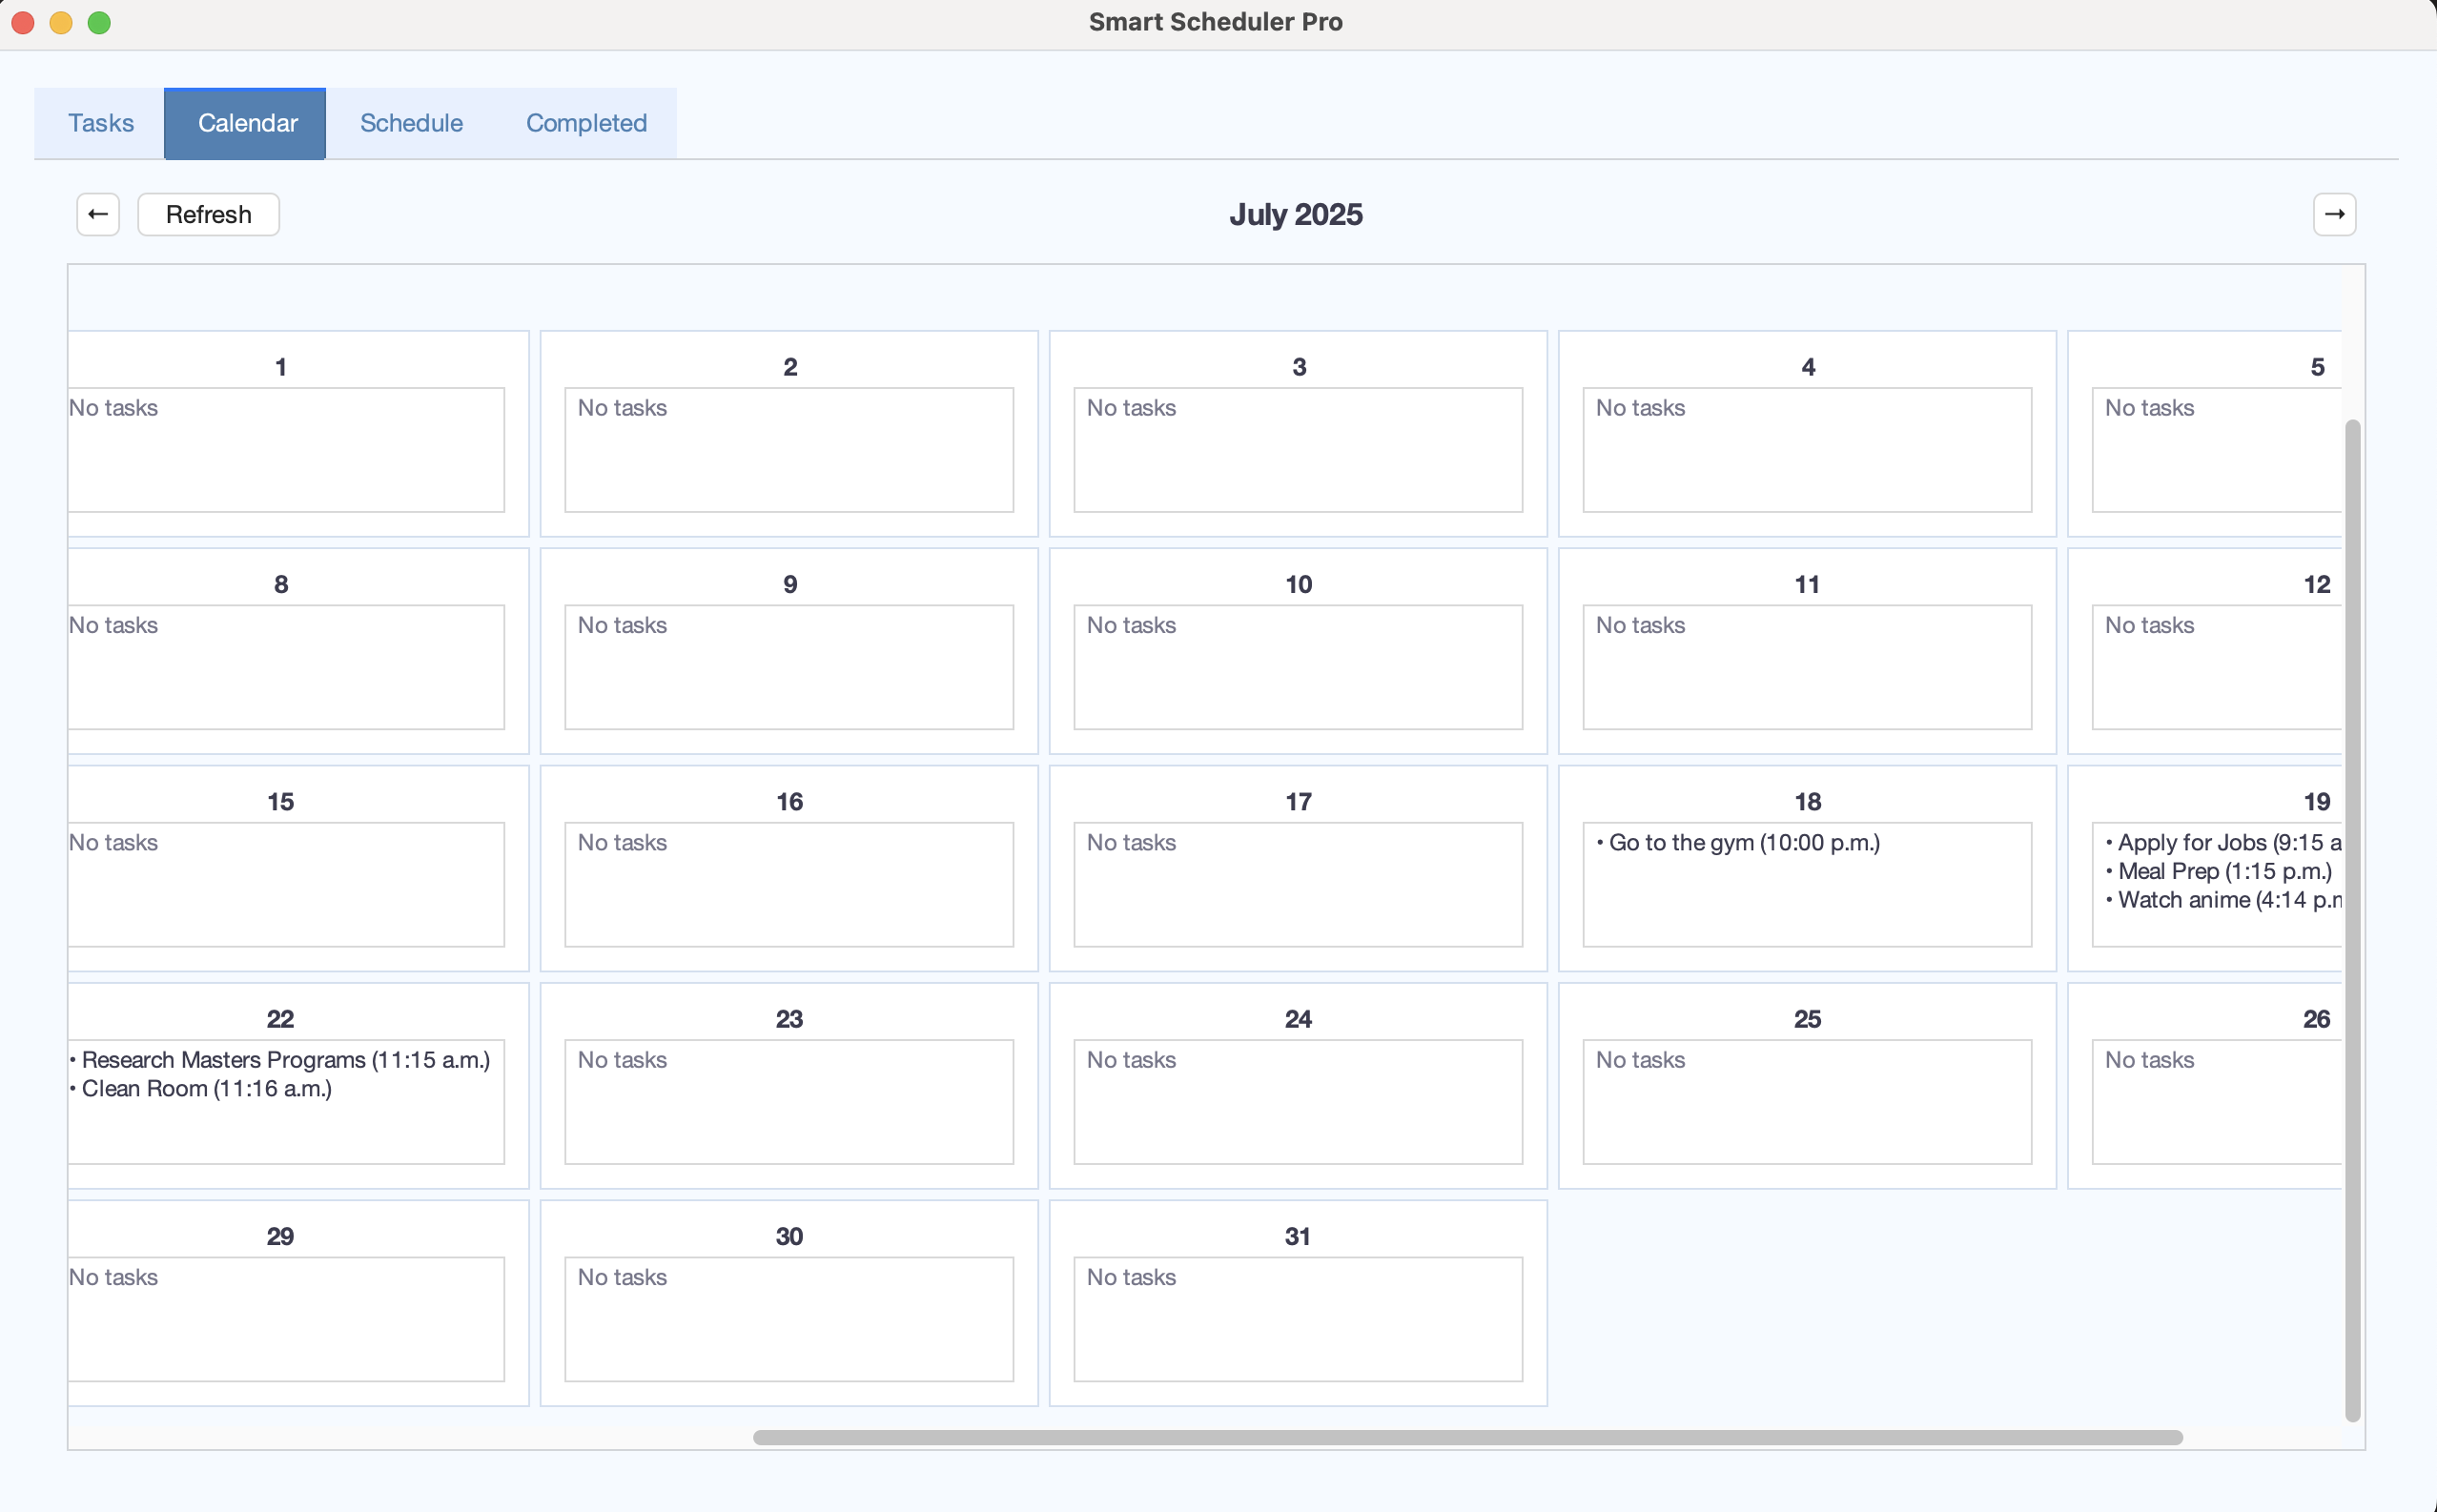 Smart Scheduler Pro
Tasks Calendar Schedule Completed
← Refresh July 2025 →
1 2 3 4 5
No tasks No tasks No tasks No tasks No tasks
8 9 10 11 12
No tasks No tasks No tasks No tasks No tasks
15 16 17 18 19
No tasks No tasks No tasks • Go to the gym (10:00 p.m.) • Apply for Jobs (9:15 a
• Meal Prep (1:15 p.m.)
• Watch anime (4:14 p.m
22 23 24 25 26
• Research Masters Programs (11:15 a.m.) No tasks No tasks No tasks No tasks
• Clean Room (11:16 a.m.)
29 30 31
No tasks No tasks No tasks